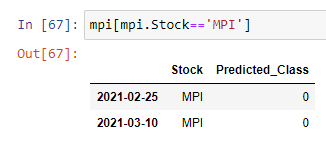 In [67]: mpi[mpi.Stock=='MPI']
Out[67]:
Stock Predicted_Class
2021-02-25 MPI 0
2021-03-10 MPI 0